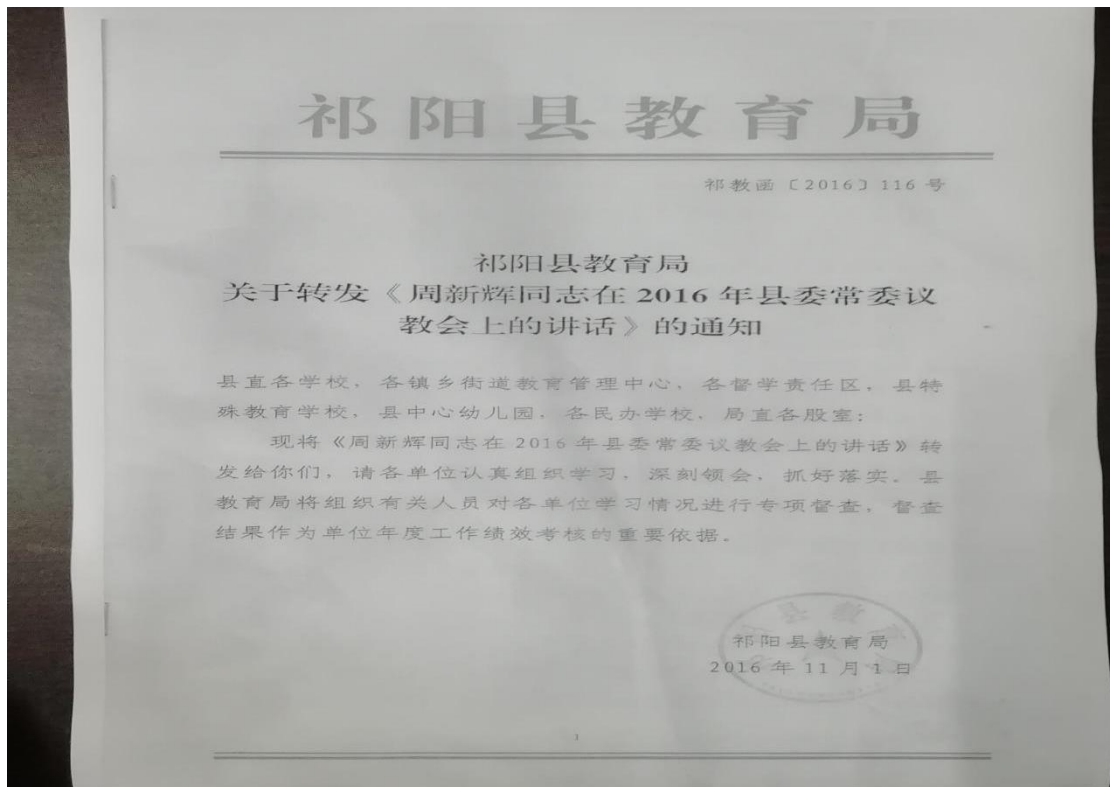 祁阳县教育局
祁教函〔2016〕116号
祁阳县教育局
关于转发《周新辉同志在2016年县委常委议
教会上的讲话》的通知
县直各学校，各镇乡街道教育管理中心，各督学责任区，县特
殊教育学校，县中心幼儿园，各民办学校，局直各股室：
现将《周新辉同志在2016年县委常委议教会上的讲话》转
发给你们，请各单位认真组织学习，深刻领会，抓好落实。县
教育局将组织有关人员对各单位学习情况进行专项督查，督查
结果作为单位年度工作绩效考核的重要依据。
祁阳县教育局
2016年11月1日
1